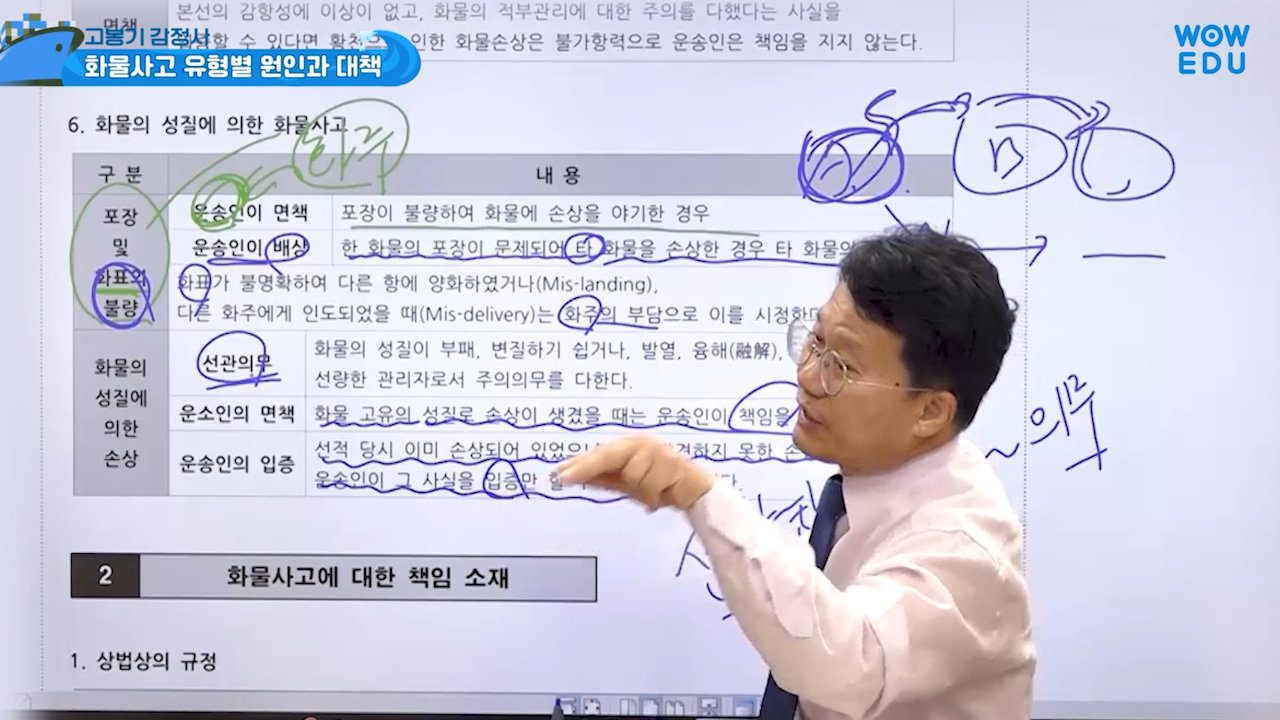 본선의 감항성에 이상이 없고, 화물의 적부관리에 대한 주의를 다했다는 사실을
면책
할 수 있다면 황천으로 인한 화물손상은 불가항력으로 운송인은 책임을 지지 않는다.
고봉기 감정사
화물사고 유형별 원인과 대책
WOW
EDU
6. 화물의 성질에 의한 화물사고
화주
구 분
내 용
포장
및
화표의
불량
운송인이 면책
포장이 불량하여 화물에 손상을 야기한 경우
운송인이 배상
한 화물의 포장이 문제되어 타 화물을 손상한 경우 타 화물의
화표가 불명확하여 다른 항에 양화하였거나(Mis-landing),
다른 화주에게 인도되었을 때(Mis-delivery)는 화주의 부담으로 이를 시정한다
A
B
화물의
성질에
의한
손상
선관의무
화물의 성질이 부패, 변질하기 쉽거나, 발열, 융해(融解),
선량한 관리자로서 주의의무를 다한다.
운소인의 면책
화물 고유의 성질로 손상이 생겼을 때는 운송인이 책임을
운송인의 입증
선적 당시 이미 손상되어 있었으 하지 못한 손
운송인이 그 사실을 입증만 할
다.
의무
2
화물사고에 대한 책임 소재
1. 상법상의 규정